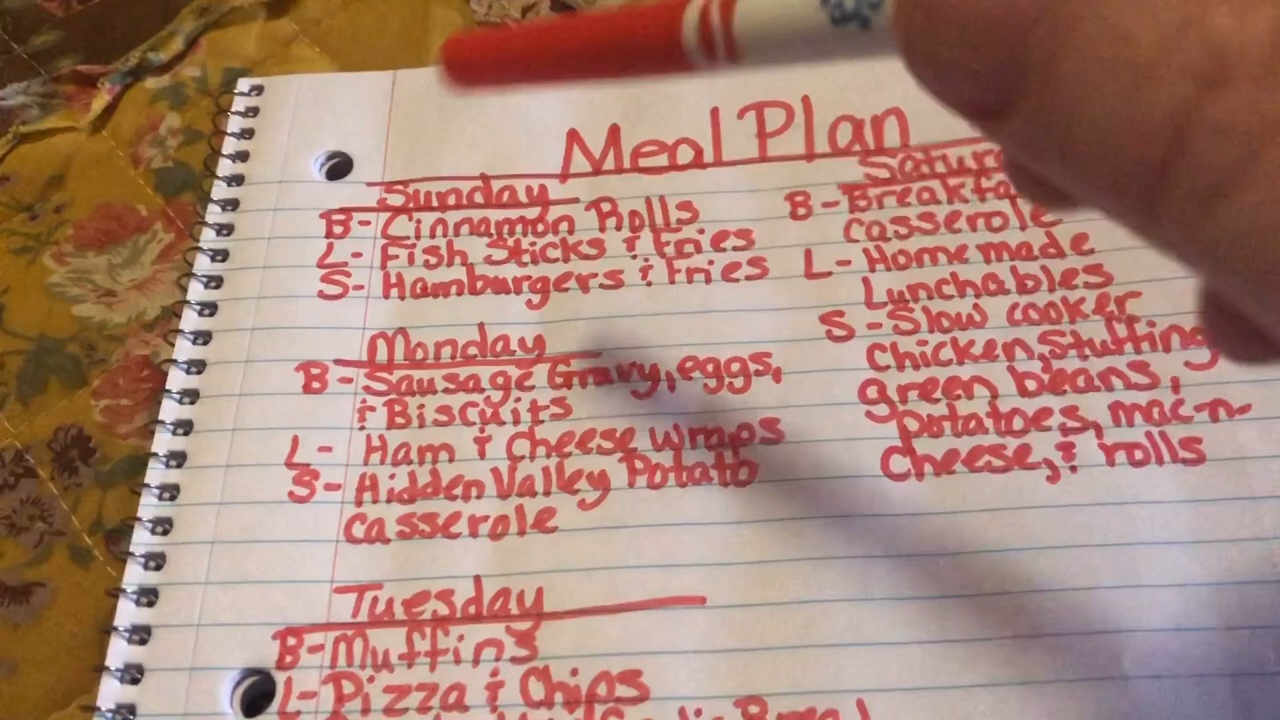 Meal Plan
Sunday
B- Cinnamon Rolls
L- Fish Sticks & Fries
S- Hamburgers & Fries
Monday
B- Sausage Gravy, eggs,
& Biscuits
L- Ham & Cheese wraps
S- Hidden Valley Potato
casserole
Tuesday
B- Muffins
L- Pizza & Chips
Bread
Satur
B- Breakfa
casserole
L- Homemade
Lunchables
S- Slow cooker
chicken, Stuffing
green beans,
potatoes, mac-n-
cheese, & rolls